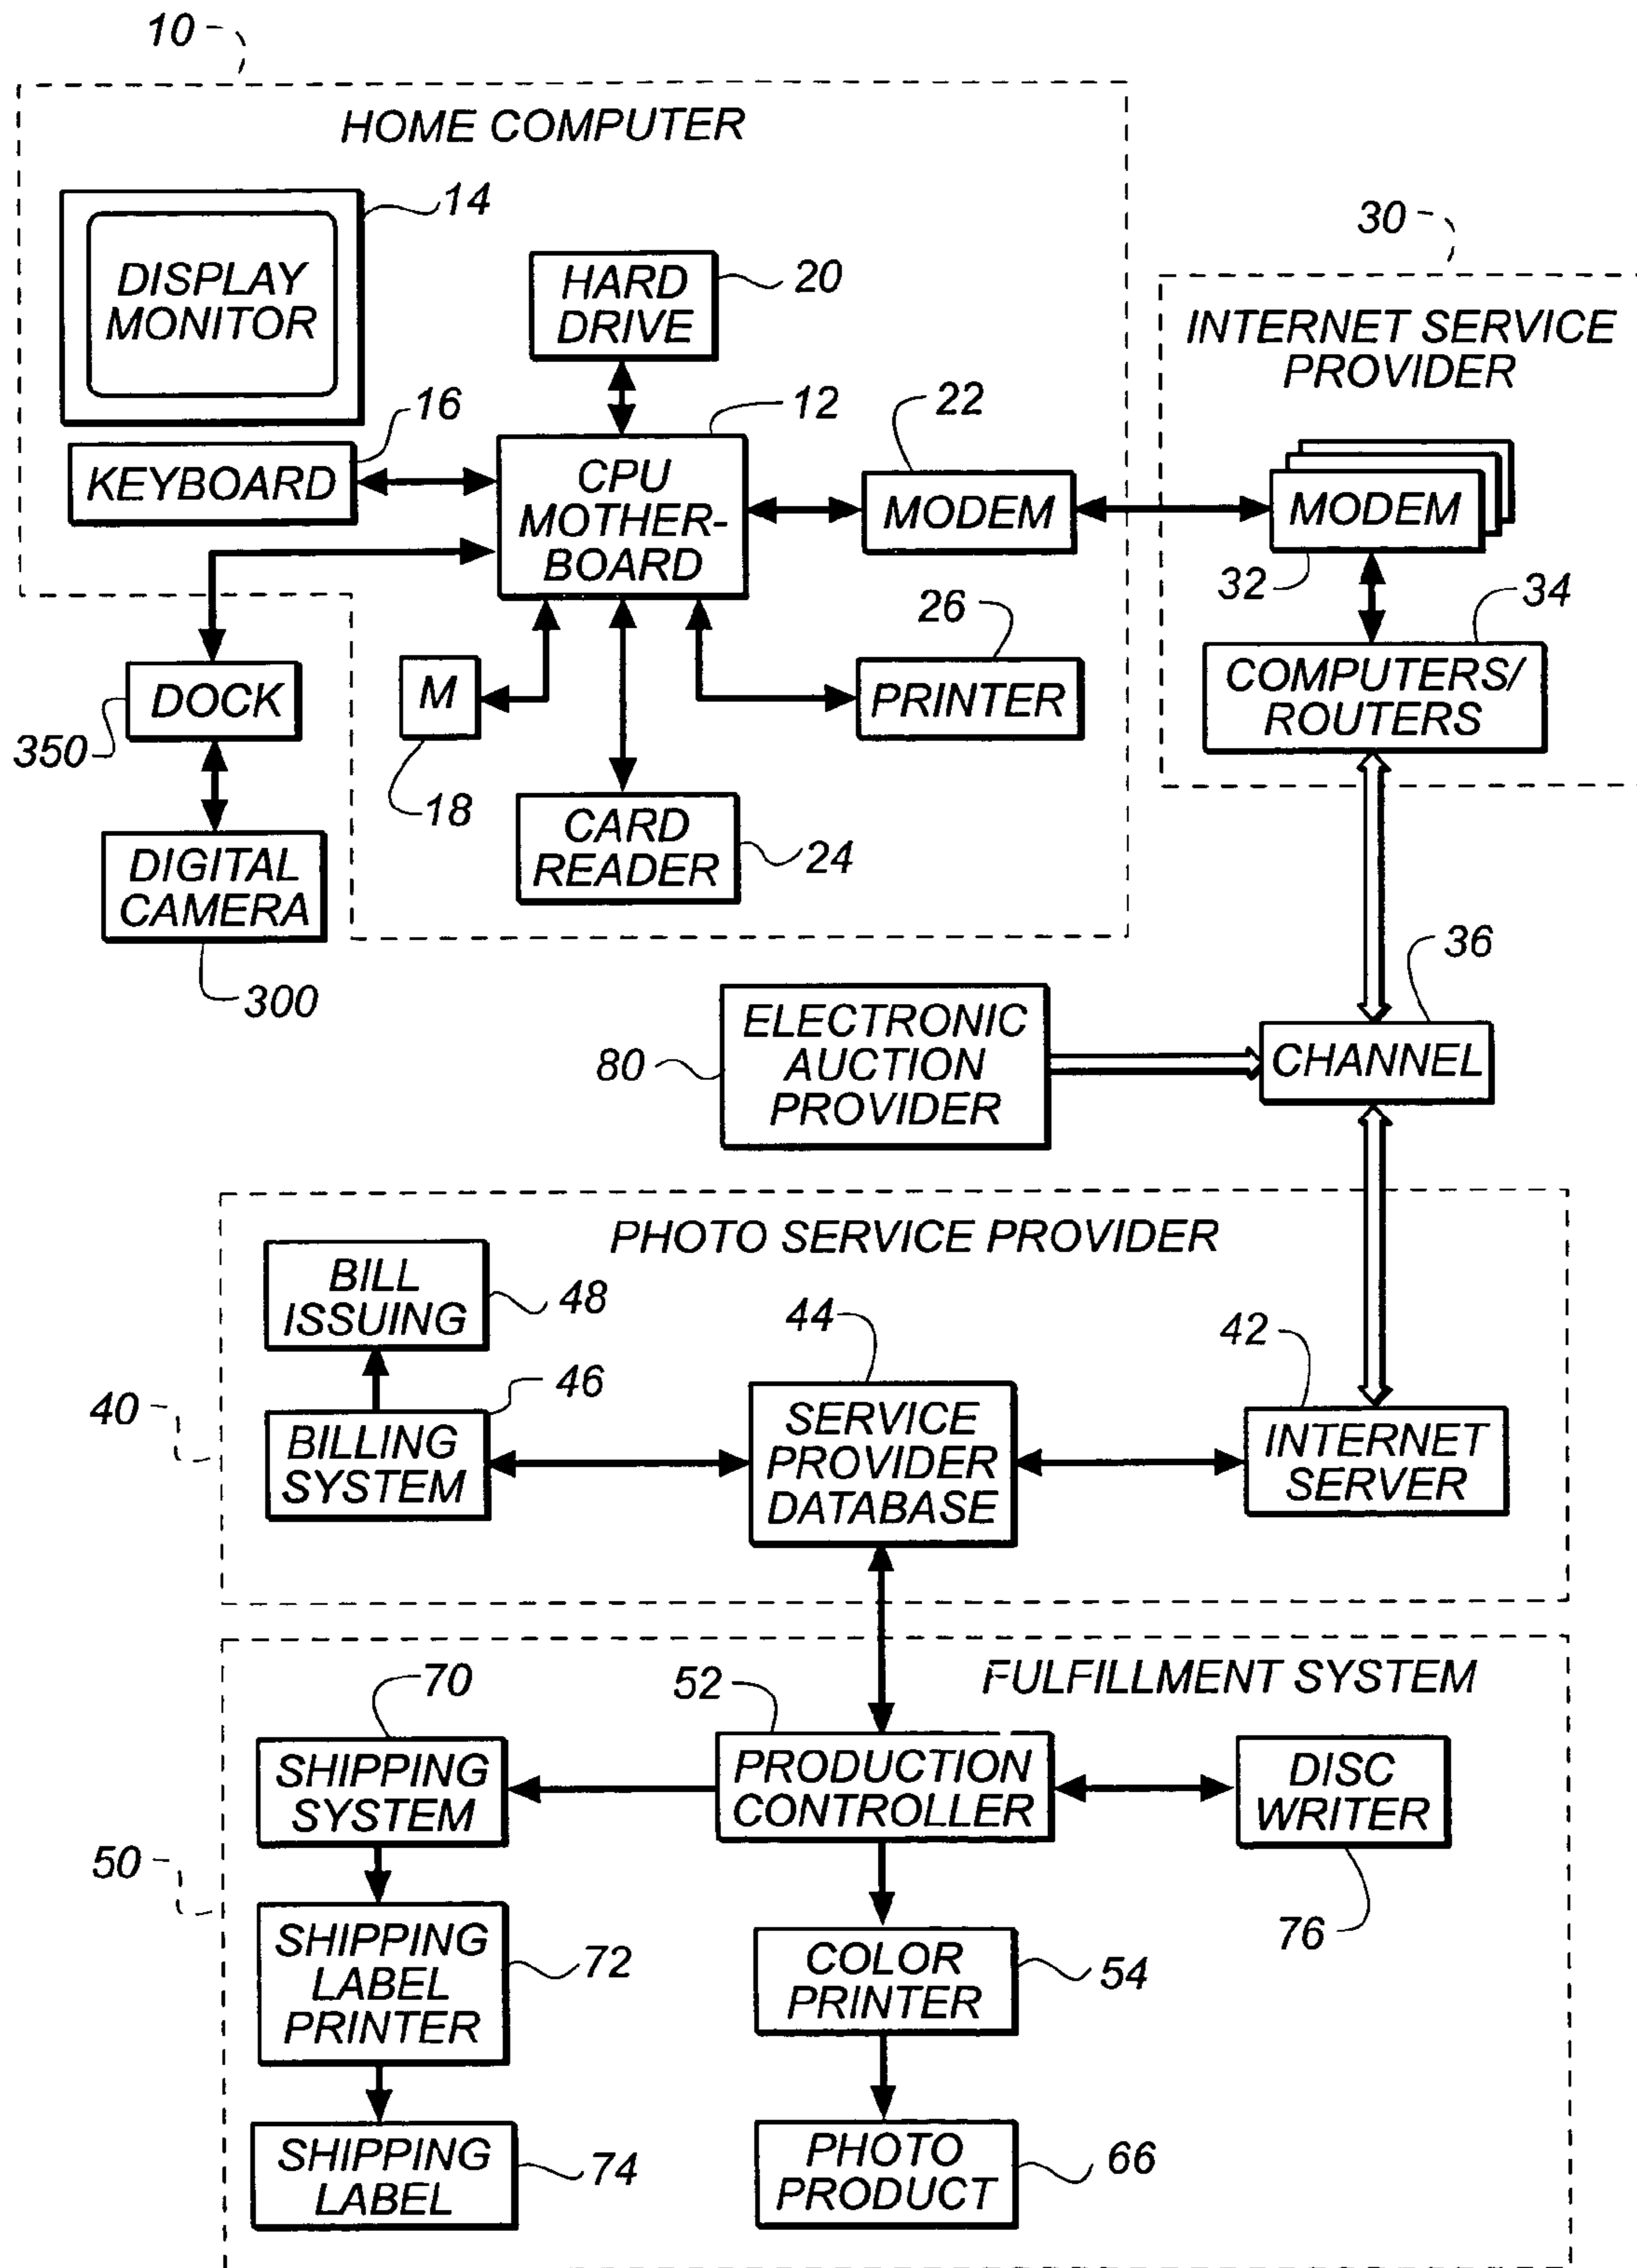 10
HOME COMPUTER
14
DISPLAY
MONITOR
HARD
DRIVE
20
30
INTERNET SERVICE
PROVIDER
16
KEYBOARD
12
CPU
MOTHER-
BOARD
22
MODEM
MODEM
32
34
COMPUTERS/
ROUTERS
26
PRINTER
M
18
DOCK
350
CARD
READER
24
DIGITAL
CAMERA
300
36
CHANNEL
ELECTRONIC
AUCTION
PROVIDER
80
PHOTO SERVICE PROVIDER
BILL
ISSUING
48
44
42
46
40
BILLING
SYSTEM
SERVICE
PROVIDER
DATABASE
INTERNET
SERVER
FULFILLMENT SYSTEM
70
52
SHIPPING
SYSTEM
PRODUCTION
CONTROLLER
DISC
WRITER
50
76
SHIPPING
LABEL
PRINTER
72
COLOR
PRINTER
54
SHIPPING
LABEL
74
PHOTO
PRODUCT
66